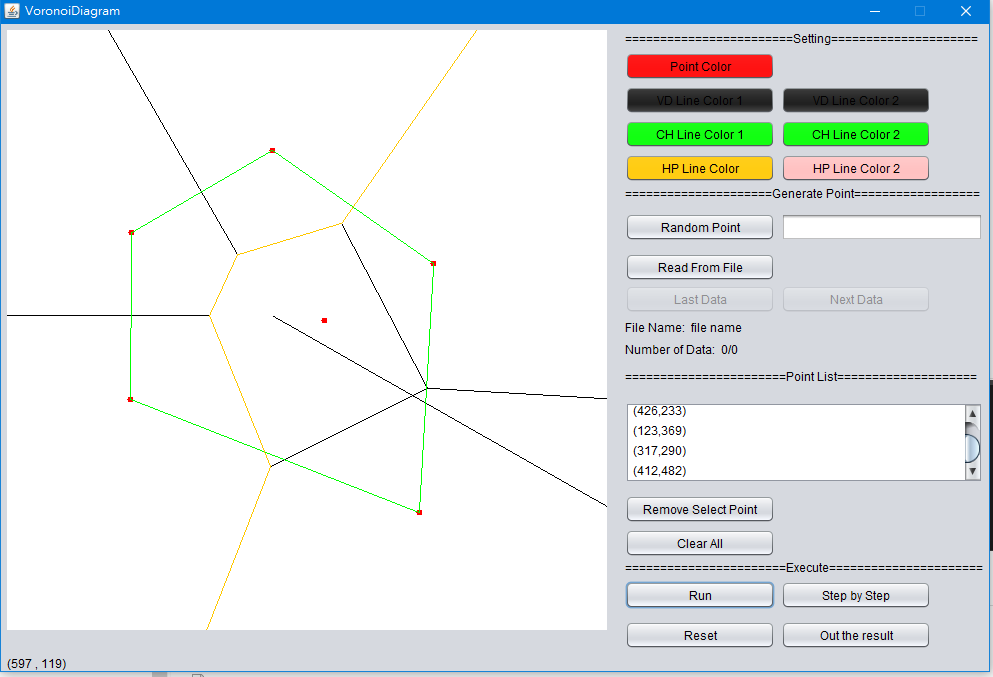 VoronoiDiagram
=======================Setting====================
Point Color
VD Line Color 1 VD Line Color 2
CH Line Color 1 CH Line Color 2
HP Line Color HP Line Color 2
====================Generate Point=================
Random Point
Read From File
Last Data Next Data
File Name: file name
Number of Data: 0/0
======================Point List===================
(426,233)
(123,369)
(317,290)
(412,482)
Remove Select Point
Clear All
======================Execute=====================
Run Step by Step
Reset Out the result
(597 , 119)